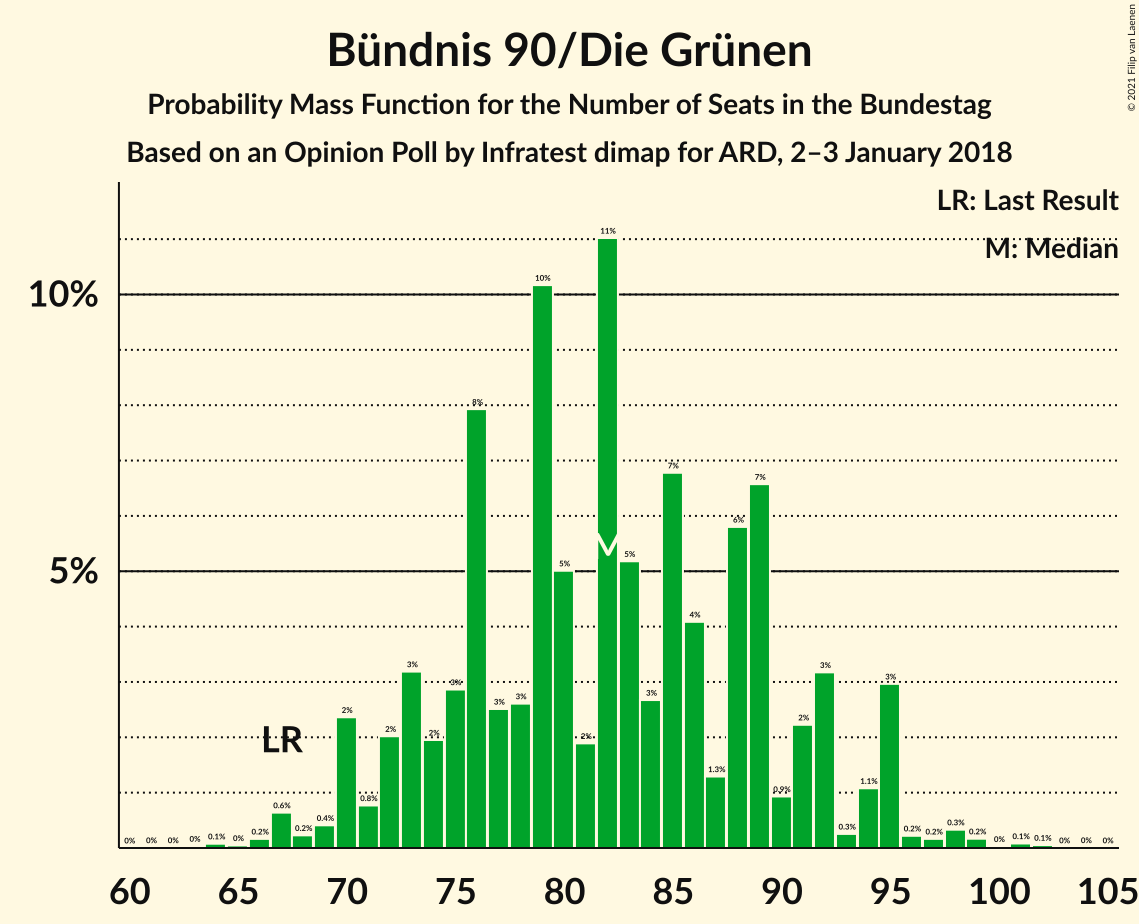 Bündnis 90/Die Grünen
Probability Mass Function for the Number of Seats in the Bundestag
Based on an Opinion Poll by Infratest dimap for ARD, 2–3 January 2018
© 2021 Filip van Laenen
LR: Last Result
M: Median
10%
5%
LR
M
0% 0% 0% 0% 0.1% 0% 0.2% 0.6% 0.2% 0.4% 2% 0.8% 2% 3% 2% 3% 8% 3% 3% 10% 5% 2% 11% 5% 3% 7% 4% 1.3% 6% 7% 0.9% 2% 3% 0.3% 1.1% 3% 0.2% 0.2% 0.3% 0.2% 0% 0.1% 0.1% 0% 0% 0%
60 65 70 75 80 85 90 95 100 105